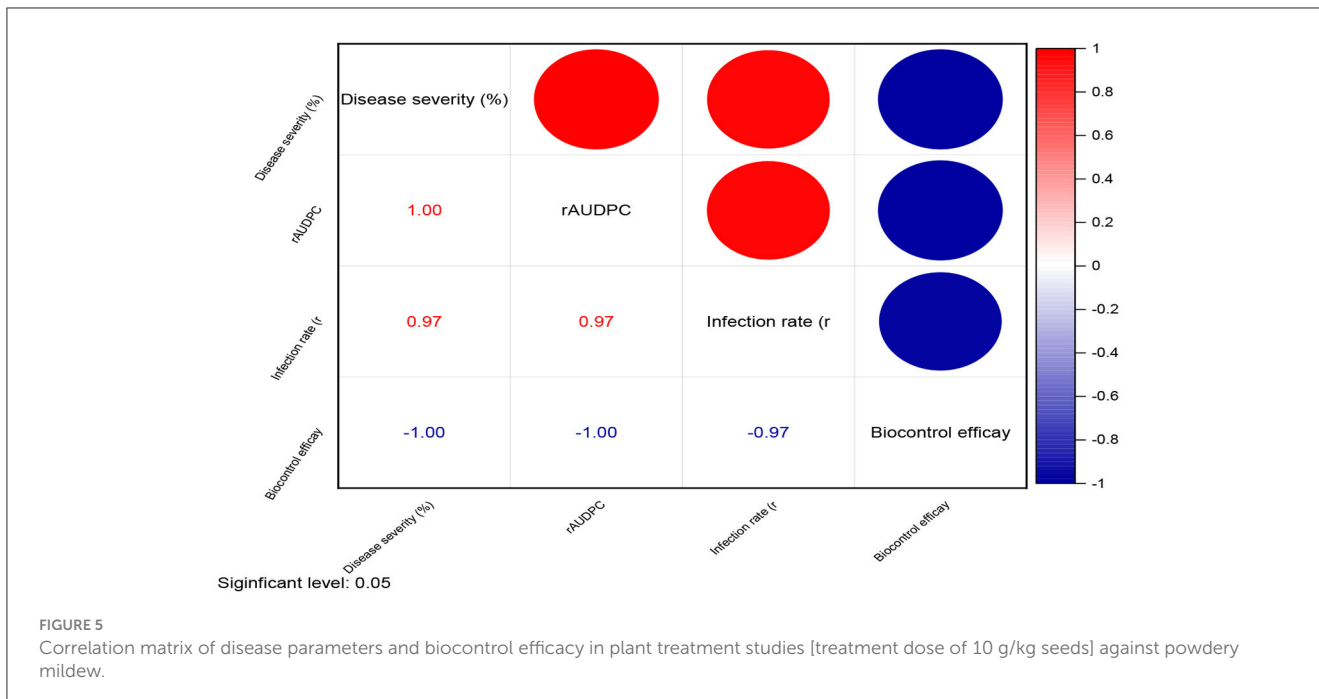 Disease severity (%)
Disease severity (%)
1
0.8
0.6
0.4
0.2
0
-0.2
-0.4
-0.6
-0.8
-1
rAUDPC
1.00
rAUDPC
Infection rate (r
0.97
0.97
Infection rate (r
Biocontrol efficay
-1.00
-1.00
-0.97
Biocontrol efficay
Disease severity (%)
rAUDPC
Infection rate (r
Biocontrol efficay
Siginficant level: 0.05
FIGURE 5
Correlation matrix of disease parameters and biocontrol efficacy in plant treatment studies [treatment dose of 10 g/kg seeds] against powdery
mildew.